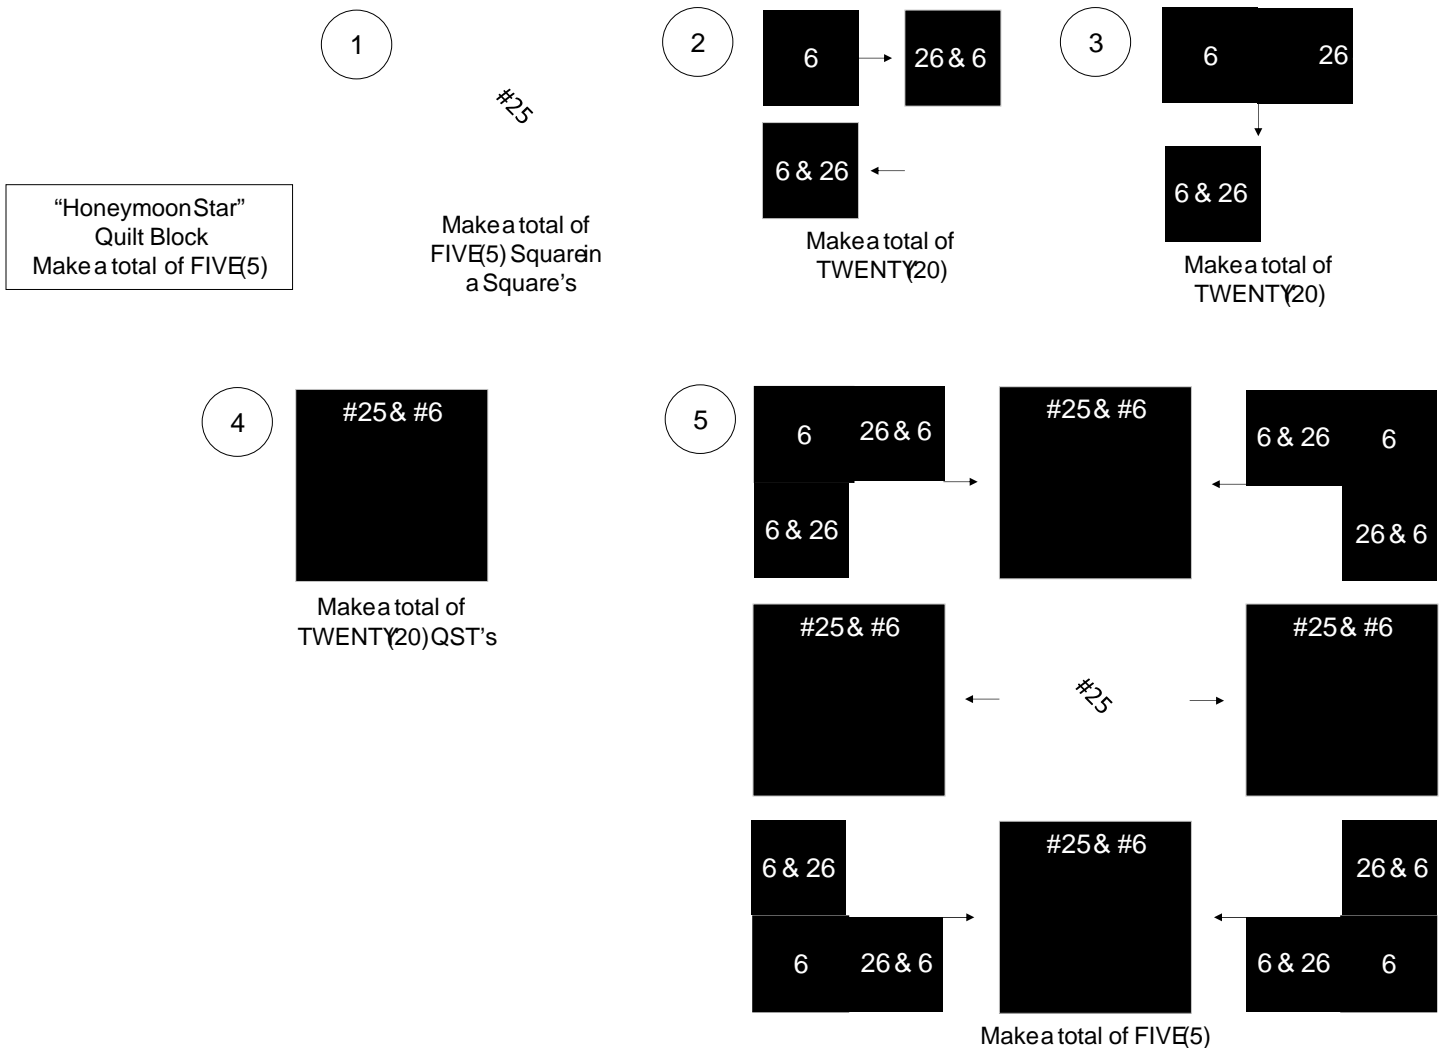 “Honeymoon Star”
Quilt Block
Make a total of FIVE (5)
1
#25
Make a total of
FIVE (5) Square in
a Square’s
2
6
26 & 6
6 & 26
Make a total of
TWENTY (20)
3
6
26
6 & 26
Make a total of
TWENTY (20)
4
#25 & #6
Make a total of
TWENTY (20) QST’s
5
6
26 & 6
6 & 26
#25 & #6
6 & 26
6
26 & 6
#25 & #6
#25
#25 & #6
6 & 26
6
26 & 6
#25 & #6
26 & 6
6 & 26
6
Make a total of FIVE (5)